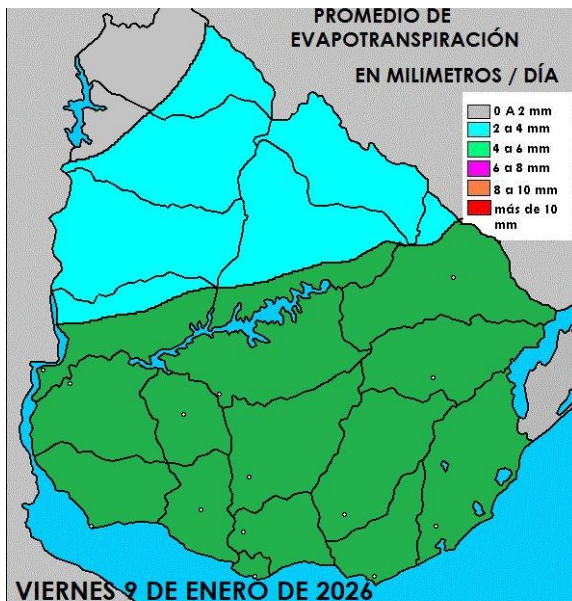 PROMEDIO DE
EVAPOTRANSPIRACIÓN
EN MILIMETROS / DÍA
0 A 2 mm
2 a 4 mm
4 a 6 mm
6 a 8 mm
8 a 10 mm
más de 10
mm
VIERNES 9 DE ENERO DE 2026